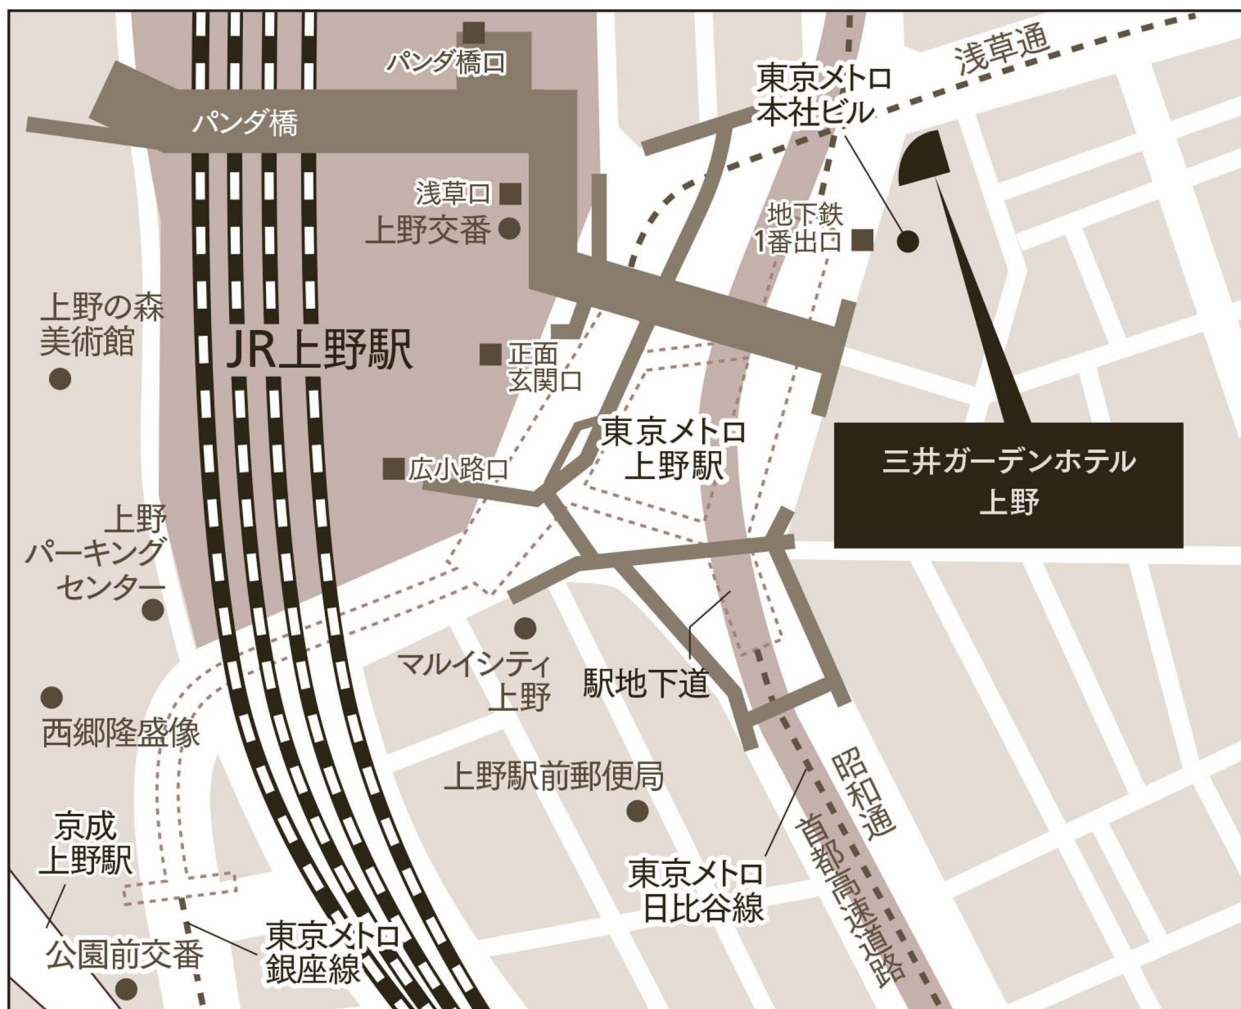 パンダ橋口
パンダ橋
浅草口
上野交番
東京メトロ
本社ビル
浅草通
地下鉄
1番出口
上野の森
美術館
JR上野駅
正面
玄関口
東京メトロ
上野駅
広小路口
三井ガーデンホテル
上野
上野
パーキング
センター
マルイシティ
上野
駅地下道
西郷隆盛像
上野駅前郵便局
昭和通
首都高速道路
京成
上野駅
東京メトロ
日比谷線
東京メトロ
銀座線
公園前交番